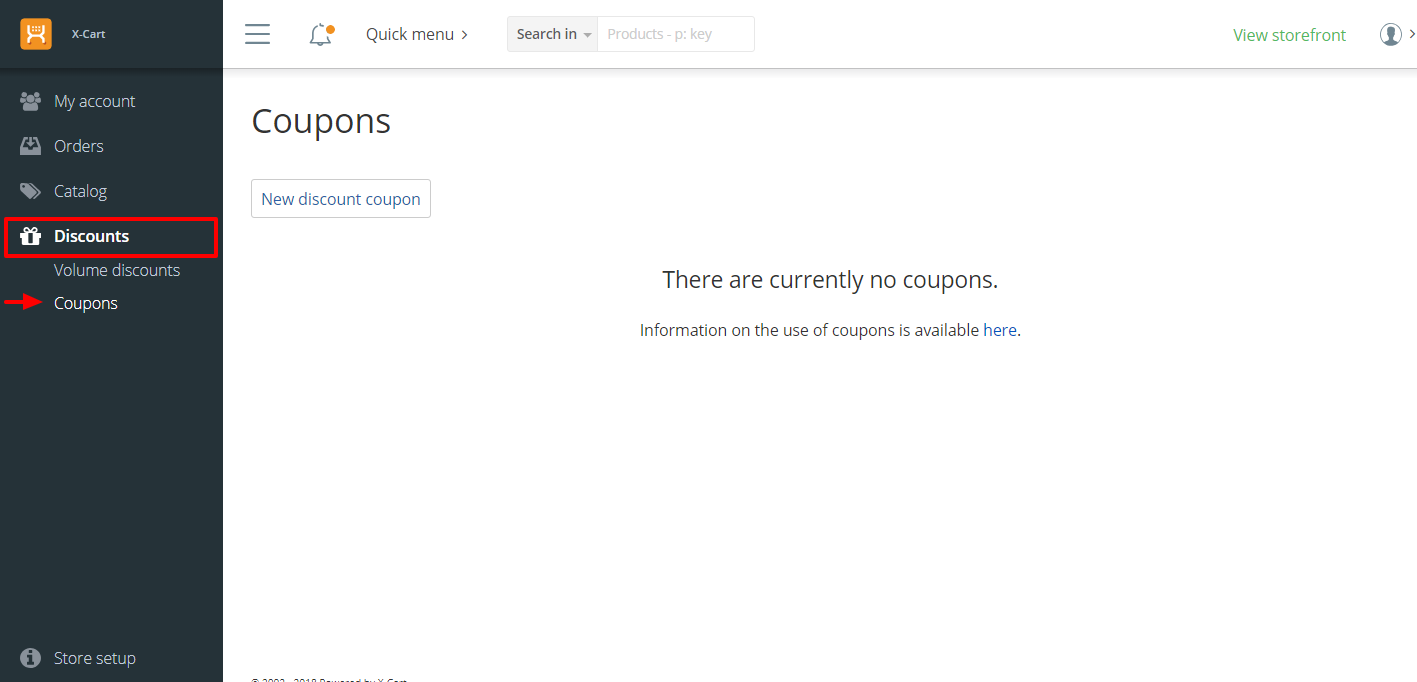 X-Cart
Quick menu
Search in
Products - p: key
View storefront
My account
Orders
Catalog
Discounts
Volume discounts
Coupons
Store setup
Coupons
New discount coupon
There are currently no coupons.
Information on the use of coupons is available here.